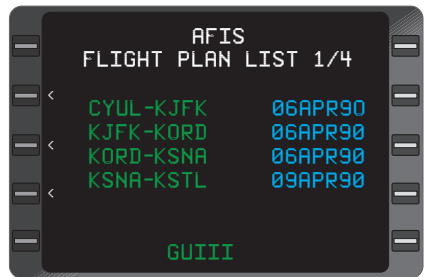 AFIS
FLIGHT PLAN LIST 1/4
<
CYUL-KJFK 06APR90
KJFK-KORD 06APR90
<
KORD-KSNA 06APR90
KSNA-KSTL 09APR90
<
GUIII